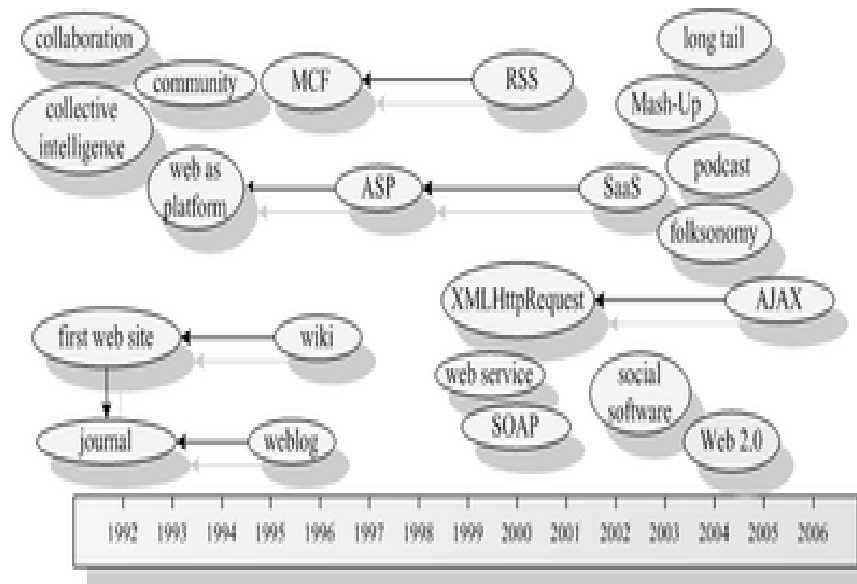 collaboration
community
MCF
RSS
long tail
Mash-Up
collective
intelligence
web as
platform
ASP
SaaS
podcast
folksonomy
XMLHttpRequest
AJAX
first web site
wiki
web service
social
software
journal
weblog
SOAP
Web 2.0
1992 1993 1994 1995 1996 1997 1998 1999 2000 2001 2002 2003 2004 2005 2006